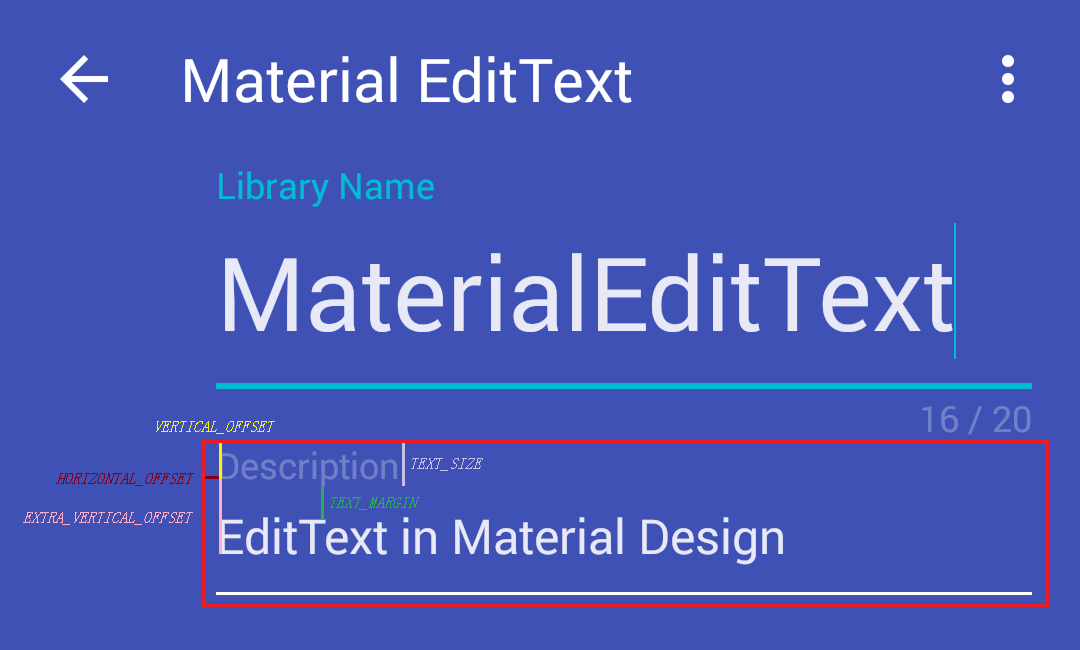 Material EditText
Library Name
MaterialEditText
16 / 20
VERTICAL_OFFSET
Description
TEXT_SIZE
HORIZONTAL_OFFSET
TEXT_MARGIN
EXTRA_VERTICAL_OFFSET
EditText in Material Design